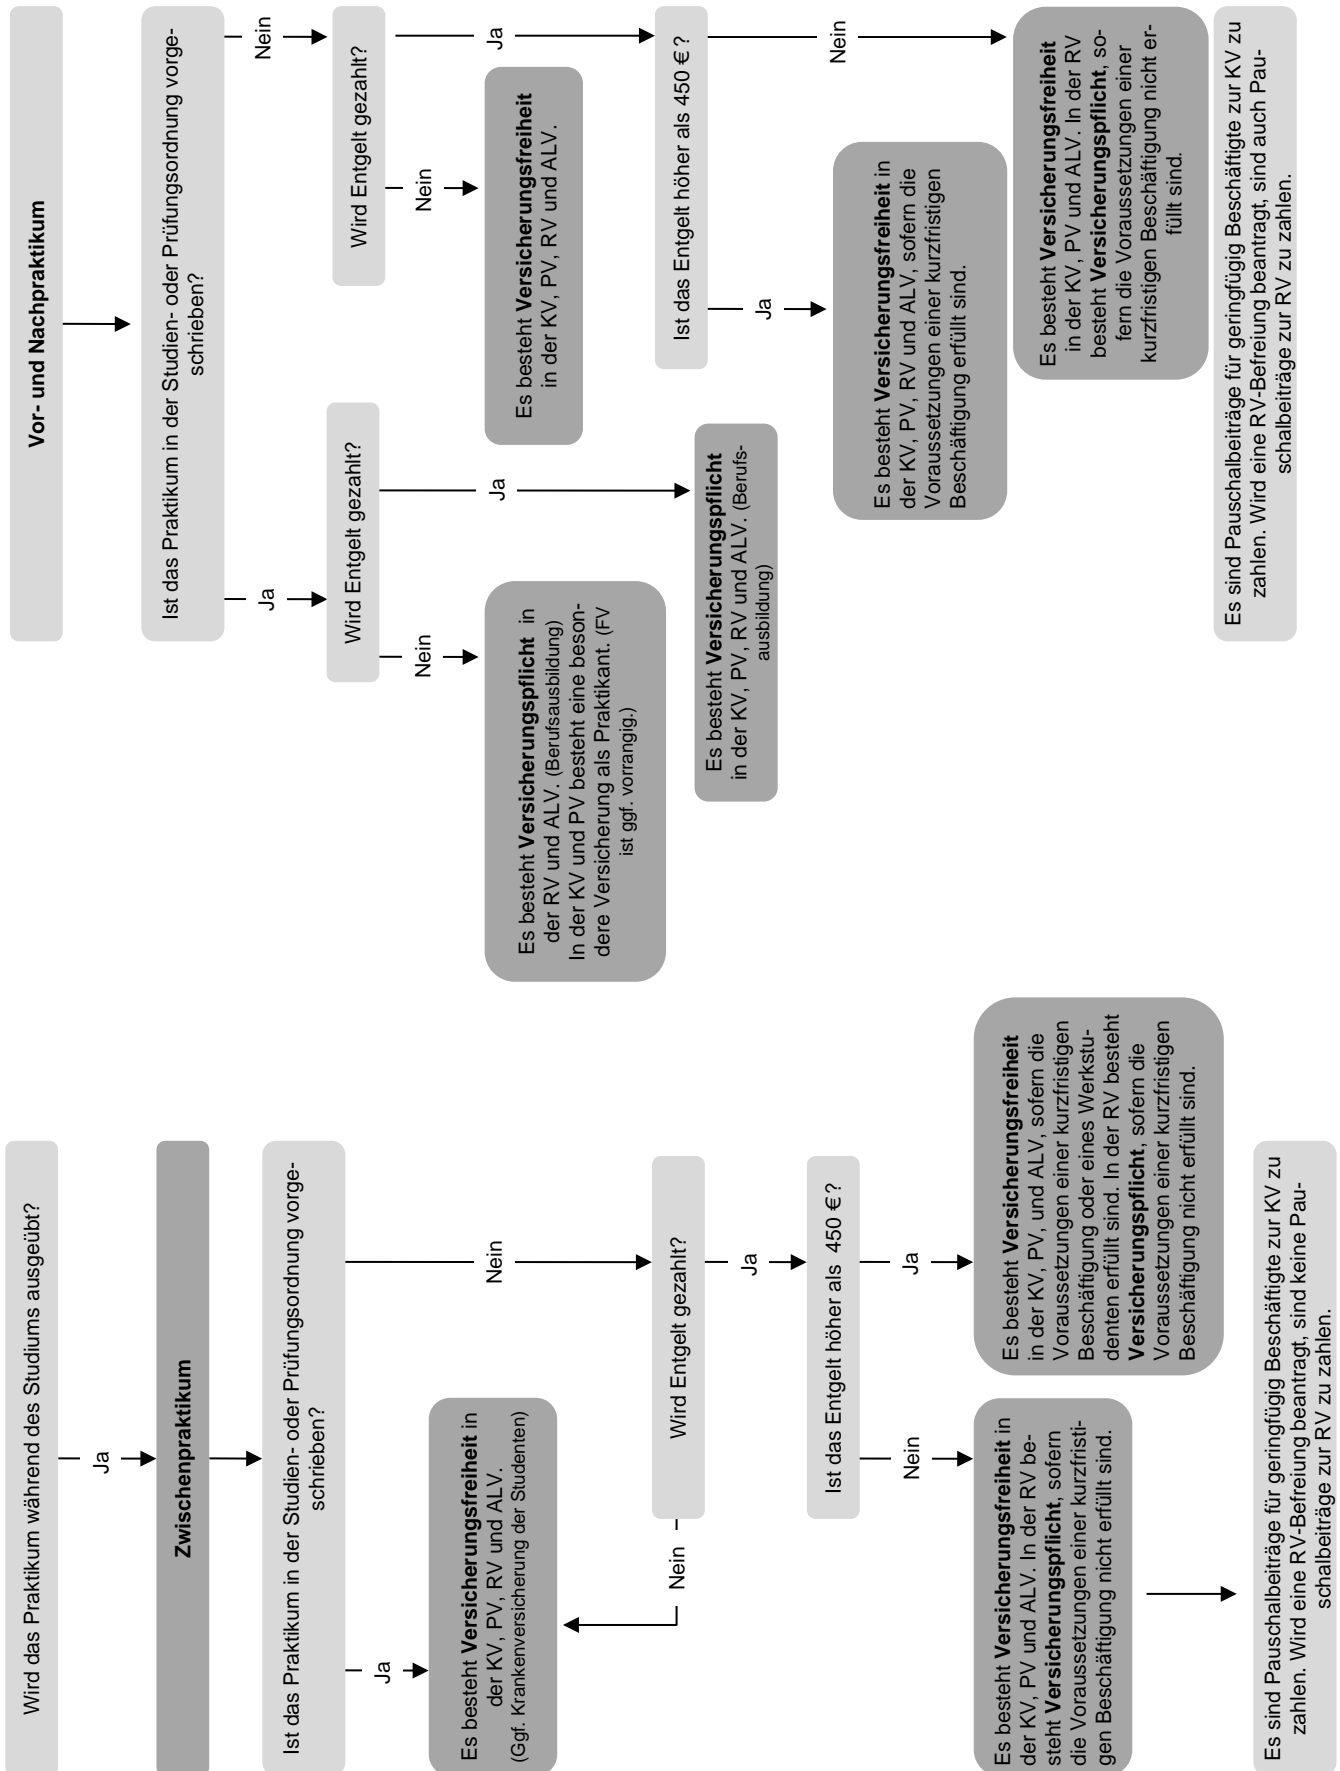 Wird das Praktikum während des Studiums ausgeübt?
Ja
Zwischenpraktikum
Ist das Praktikum in der Studien- oder Prüfungsordnung vorge-
schrieben?
Ja
Nein
Es besteht Versicherungsfreiheit in
der KV, PV, RV und ALV.
(Ggf. Krankenversicherung der Studenten)
Wird Entgelt gezahlt?
Nein
Ja
Ist das Entgelt höher als 450 € ?
Nein
Ja
Es besteht Versicherungsfreiheit in
der KV, PV und ALV. In der RV be-
steht Versicherungspflicht, sofern
die Voraussetzungen einer kurzfristi-
gen Beschäftigung nicht erfüllt sind.
Es besteht Versicherungsfreiheit
in der KV, PV, und ALV, sofern die
Voraussetzungen einer kurzfristigen
Beschäftigung oder eines Werkstu-
denten erfüllt sind. In der RV besteht
Versicherungspflicht, sofern die
Voraussetzungen einer kurzfristigen
Beschäftigung nicht erfüllt sind.
Es sind Pauschalbeiträge für geringfügig Beschäftigte zur KV zu
zahlen. Wird eine RV-Befreiung beantragt, sind keine Pau-
schalbeiträge zur RV zu zahlen.
Vor- und Nachpraktikum
Ist das Praktikum in der Studien- oder Prüfungsordnung vorge-
schrieben?
Ja
Nein
Wird Entgelt gezahlt?
Nein
Ja
Es besteht Versicherungspflicht in
der RV und ALV. (Berufsausbildung)
In der KV und PV besteht eine beson-
dere Versicherung als Praktikant. (FV
ist ggf. vorrangig.)
Es besteht Versicherungspflicht
in der KV, PV, RV und ALV. (Berufs-
ausbildung)
Wird Entgelt gezahlt?
Nein
Ja
Es besteht Versicherungsfreiheit
in der KV, PV, RV und ALV.
Ist das Entgelt höher als 450 € ?
Ja
Nein
Es besteht Versicherungsfreiheit in
der KV, PV, RV und ALV, sofern die
Voraussetzungen einer kurzfristigen
Beschäftigung erfüllt sind.
Es besteht Versicherungsfreiheit
in der KV, PV und ALV. In der RV
besteht Versicherungspflicht, so-
fern die Voraussetzungen einer
kurzfristigen Beschäftigung nicht er-
füllt sind.
Es sind Pauschalbeiträge für geringfügig Beschäftigte zur KV zu
zahlen. Wird eine RV-Befreiung beantragt, sind auch Pau-
schalbeiträge zur RV zu zahlen.